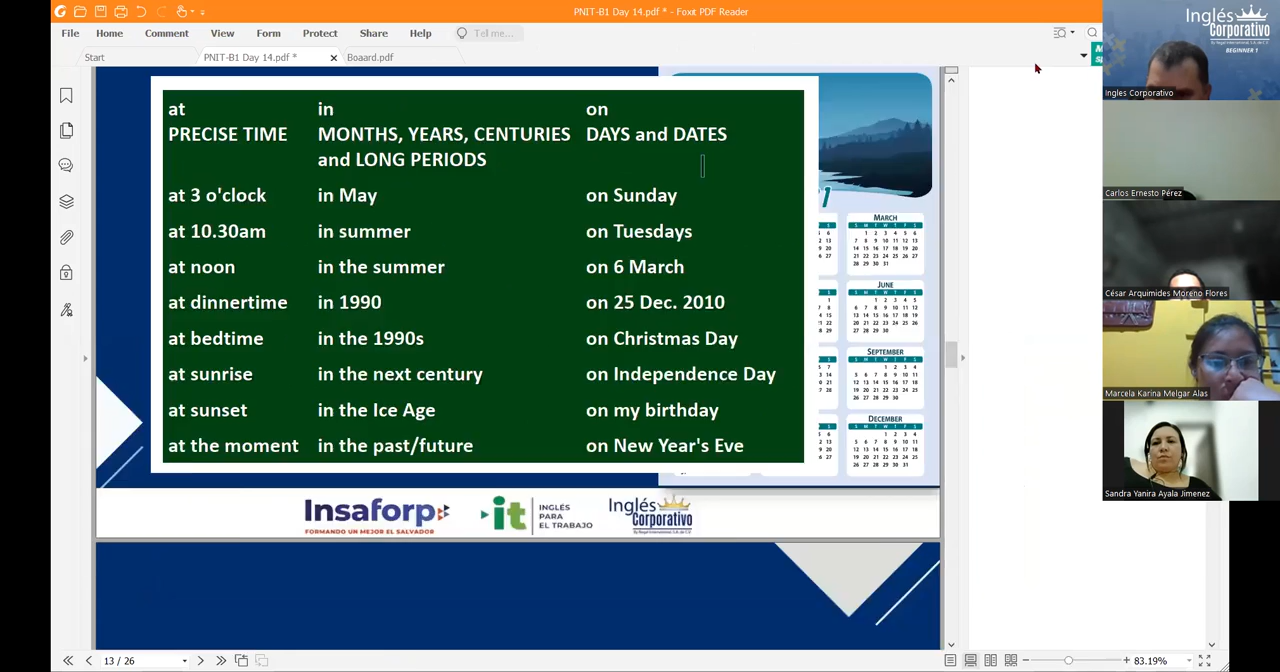 PNIT-B1 Day 14.pdf * - Foxit PDF Reader
File Home Comment View Form Protect Share Help Tell me...
Start PNIT-B1 Day 14.pdf * Boaard.pdf
Inglés
Corporativo
BEGINNER 1
Ingles Corporativo
Carlos Ernesto Pérez
César Arquimides Moreno Flores
Marcela Karina Melgar Alas
Sandra Yanira Ayala Jimenez
at in on
PRECISE TIME MONTHS, YEARS, CENTURIES DAYS and DATES
and LONG PERIODS
at 3 o'clock in May on Sunday
at 10.30am in summer on Tuesdays
at noon in the summer on 6 March
at dinnertime in 1990 on 25 Dec. 2010
at bedtime in the 1990s on Christmas Day
at sunrise in the next century on Independence Day
at sunset in the Ice Age on my birthday
at the moment in the past/future on New Year's Eve
MARCH
JUNE
SEPTEMBER
DECEMBER
Insaforp
FORMANDO UN MEJOR EL SALVADOR
it
INGLÉS
PARA
EL TRABAJO
Inglés
Corporativo
13 / 26
83.19%